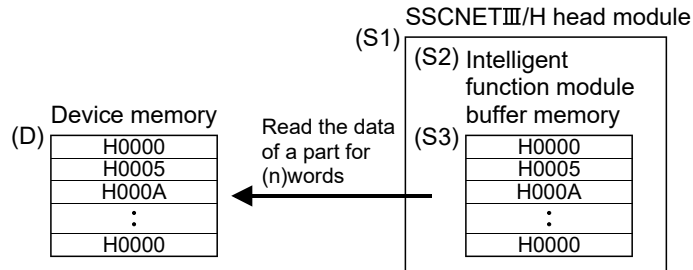 SSCNETⅢ/H head module
(S1)
(S2) Intelligent
function module
buffer memory
Device memory
(D)
H0000
H0005
H000A
:
H0000
Read the data
of a part for
(n)words
(S3)
H0000
H0005
H000A
:
H0000